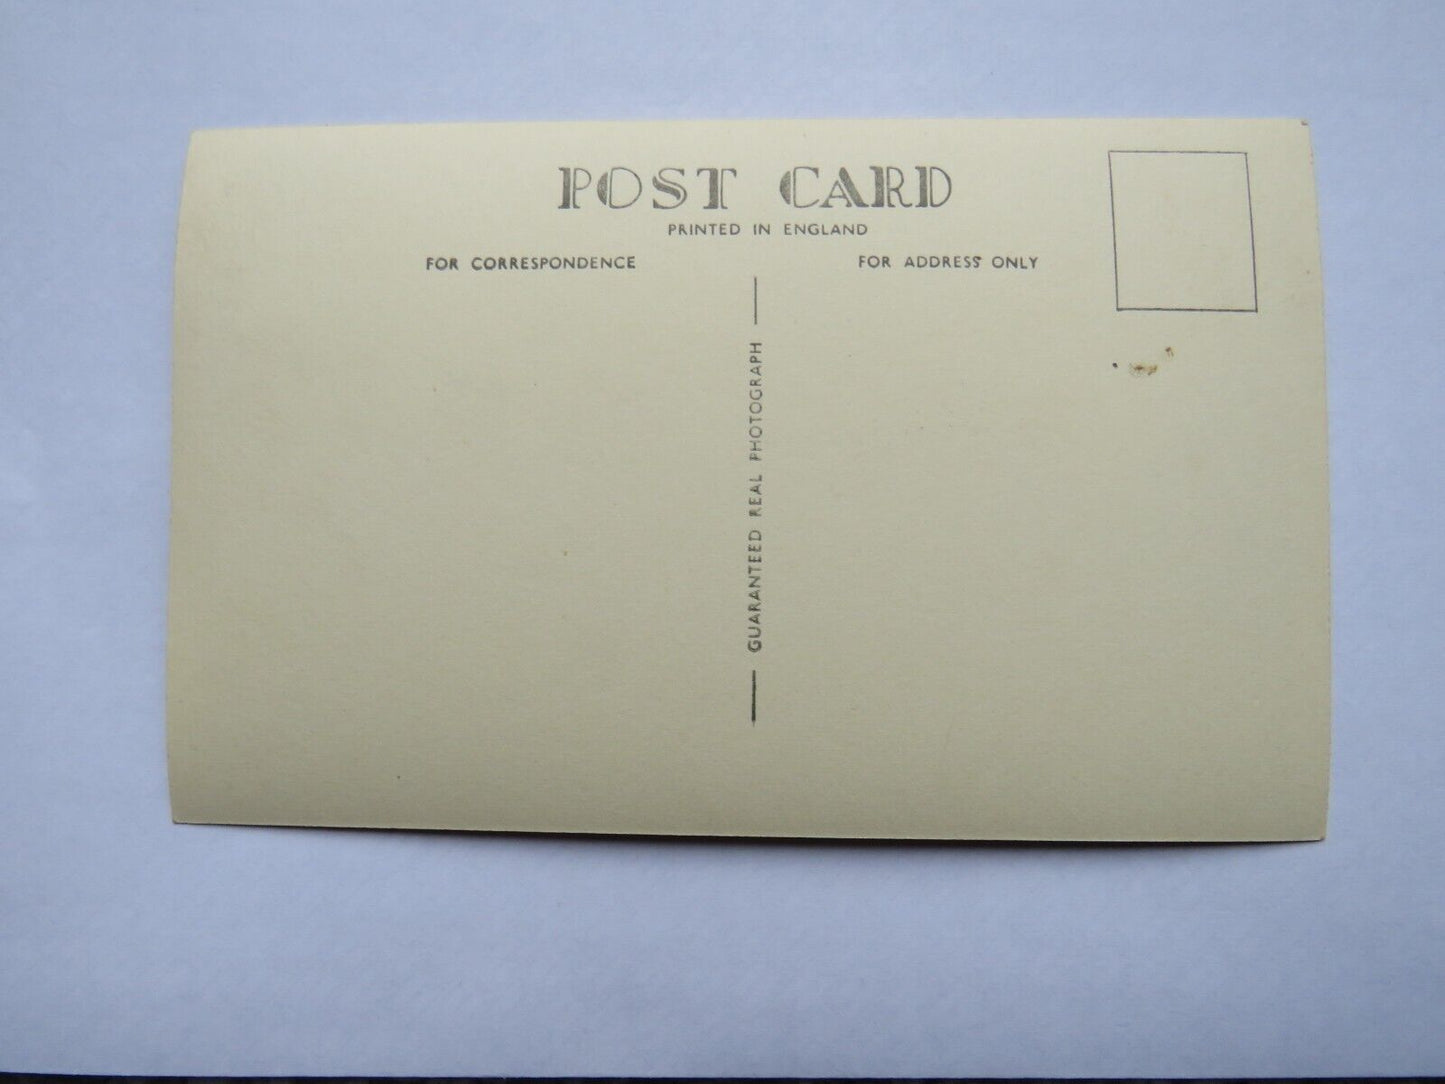 POST CARD
PRINTED IN ENGLAND
FOR CORRESPONDENCE
FOR ADDRESS ONLY
GUARANTEED REAL PHOTOGRAPH